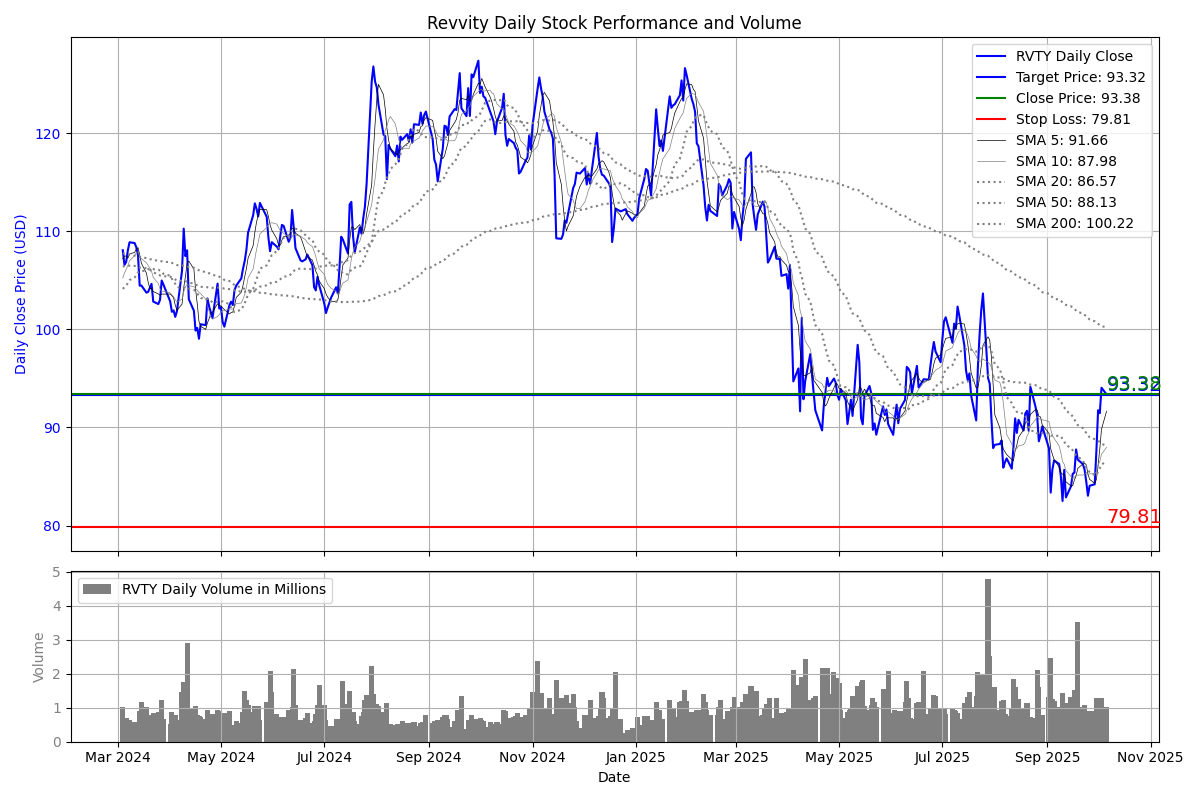 Revvity Daily Stock Performance and Volume
RVTY Daily Close
Target Price: 93.32
Close Price: 93.38
Stop Loss: 79.81
SMA 5: 91.66
SMA 10: 87.98
SMA 20: 86.57
SMA 50: 88.13
SMA 200: 100.22
Daily Close Price (USD)
120
110
100
90
80
93.38
79.81
RVTY Daily Volume in Millions
Volume
5
4
3
2
1
0
Mar 2024
May 2024
Jul 2024
Sep 2024
Nov 2024
Jan 2025
Mar 2025
May 2025
Jul 2025
Sep 2025
Nov 2025
Date